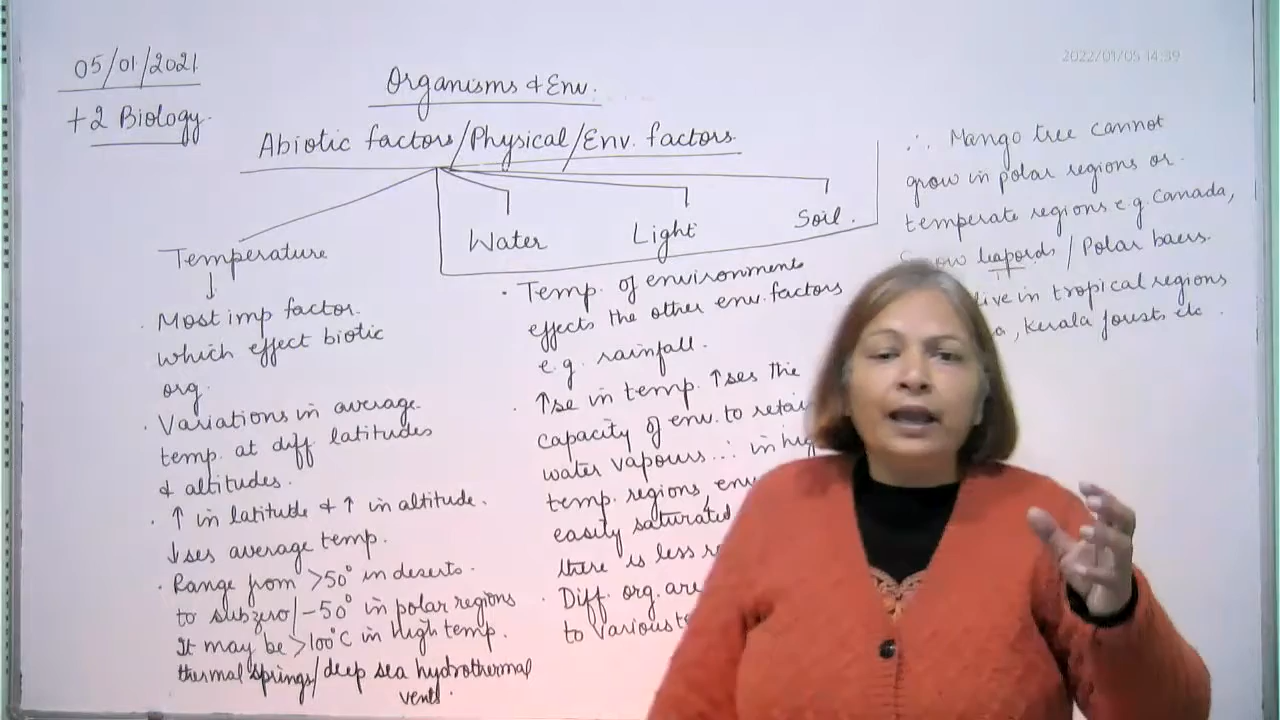 05/01/2021
+2 Biology.
2022/01/05 14:39
Organisms & Env.
Abiotic factors/Physical/Env. factors.
Temperature
Water
Light
Soil.
· Most imp factor.
which effect biotic
org.
· Variations in average
temp. at diff latitudes
& altitudes.
· ↑ in latitude & ↑ in altitude.
↓ses average temp.
· Range from >50° in deserts.
to subzero/-50° in polar regions
It may be >100°C in high temp.
thermal springs/deep sea hydrothermal
vents.
· Temp. of environment
effects the other env. factors
e.g. rainfall.
· ↑se in temp. ↑ses the
capacity of env. to retain
water vapours ∴ in hig
temp. regions, env
easily saturated
there is less r
· Diff. org. are
to various te
∴ Mango tree cannot
grow in polar regions or
temperate regions e.g. Canada,
leapords / Polar baers.
live in tropical regions
, Kerala forests etc.